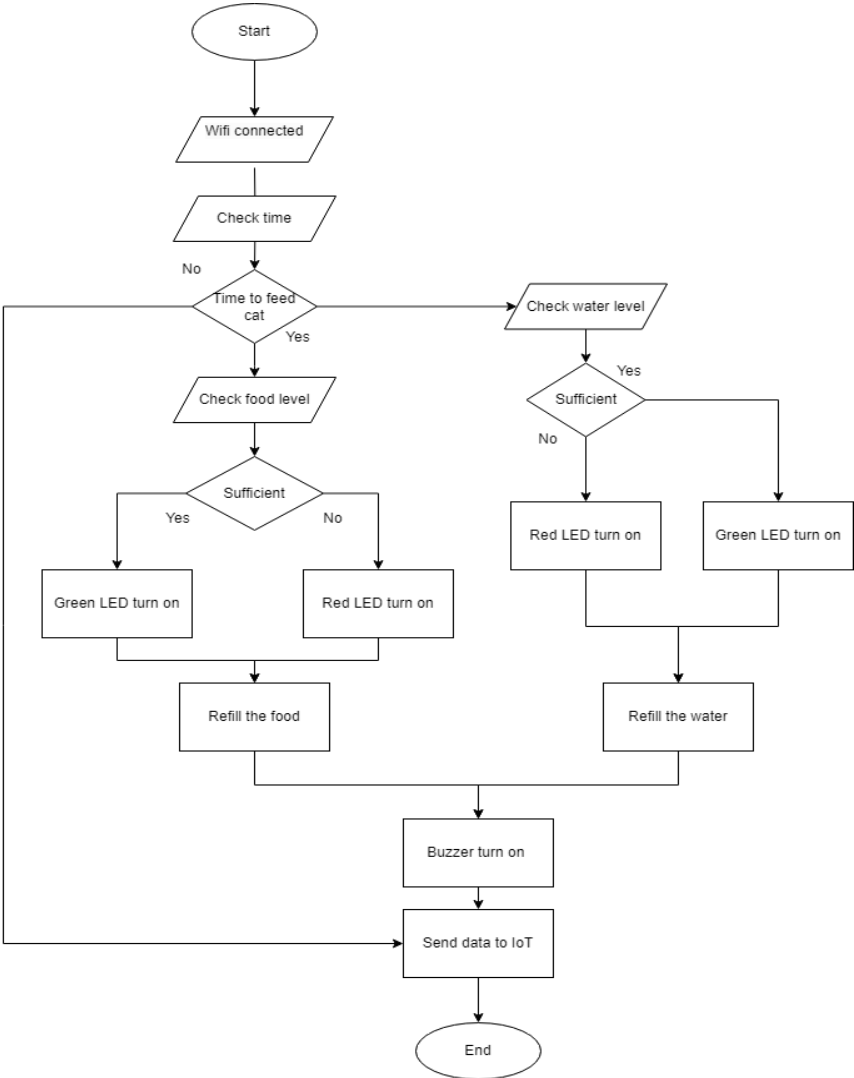 Start
Wifi connected
Check time
No
Time to feed
cat
Yes
Check water level
Check food level
Yes
Sufficient
No
Sufficient
Yes
No
Red LED turn on
Green LED turn on
Green LED turn on
Red LED turn on
Refill the food
Refill the water
Buzzer turn on
Send data to IoT
End